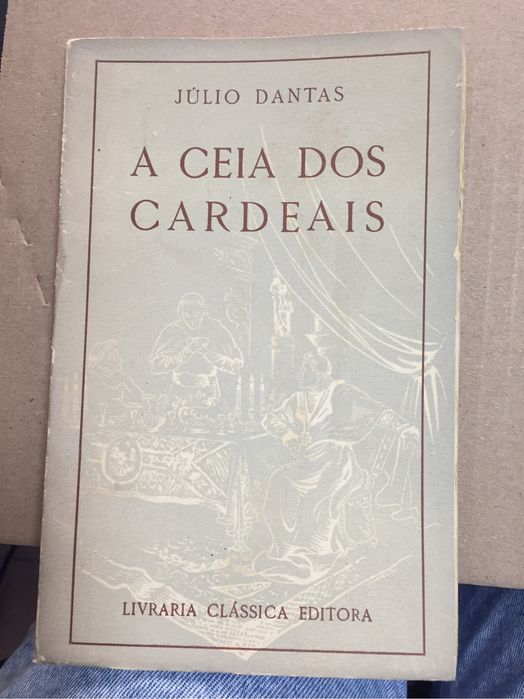 JÚLIO DANTAS
A CEIA DOS
CARDEAIS
LIVRARIA CLÁSSICA EDITORA